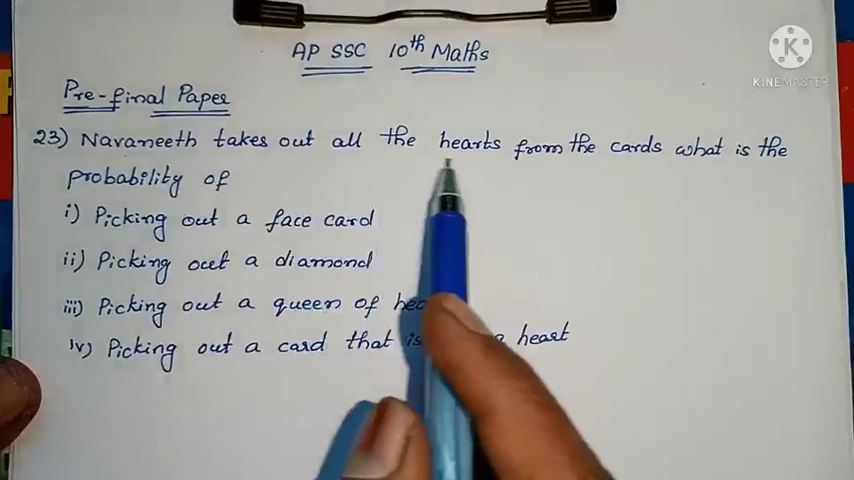 AP SSC 10th Maths
K
KINEMASTER
Pre-final Paper
23) Navaneeth takes out all the hearts from the cards what is the
probability of
i) Picking out a face card
ii) Picking out a diamond
iii) Picking out a queen of
iv) Picking out a card that is heart